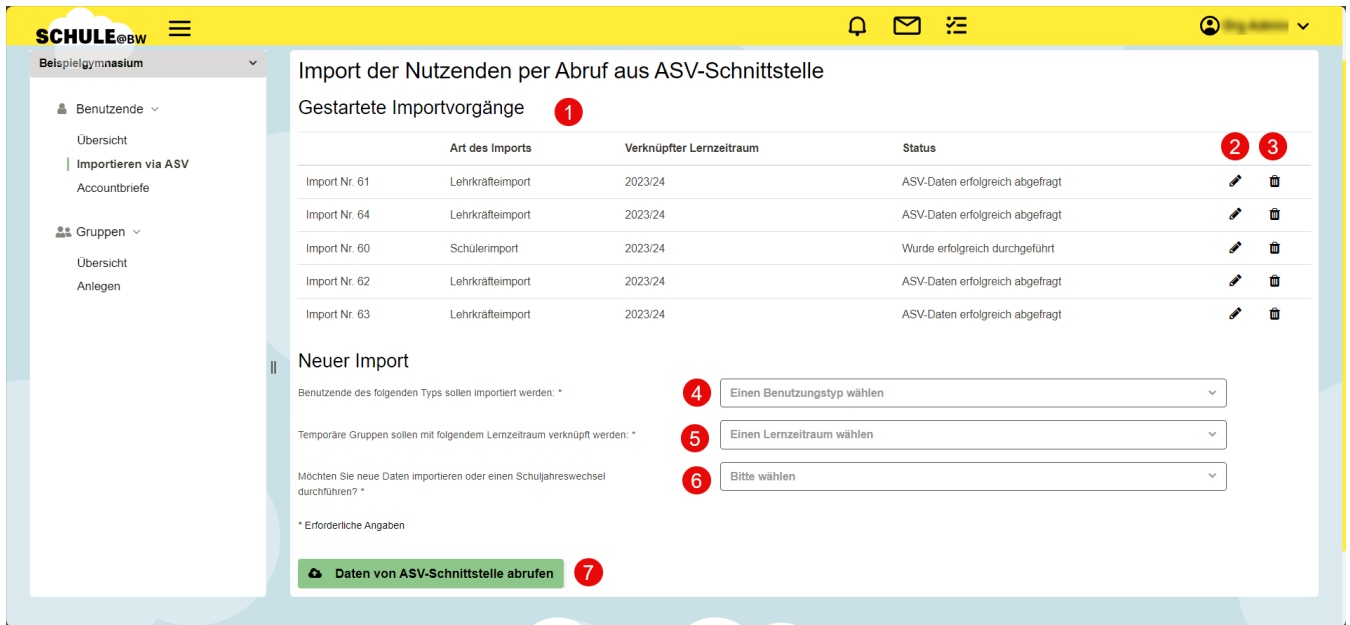 SCHULE@BW
Beispielgymnasium
Benutzende
Übersicht
Importieren via ASV
Accountbriefe
Gruppen
Übersicht
Anlegen
Import der Nutzenden per Abruf aus ASV-Schnittstelle
Gestartete Importvorgänge 1
Art des Imports Verknüpfter Lernzeitraum Status 2 3
Import Nr. 61 Lehrkräfteimport 2023/24 ASV-Daten erfolgreich abgefragt
Import Nr. 64 Lehrkräfteimport 2023/24 ASV-Daten erfolgreich abgefragt
Import Nr. 60 Schülerimport 2023/24 Wurde erfolgreich durchgeführt
Import Nr. 62 Lehrkräfteimport 2023/24 ASV-Daten erfolgreich abgefragt
Import Nr. 63 Lehrkräfteimport 2023/24 ASV-Daten erfolgreich abgefragt
Neuer Import
Benutzende des folgenden Typs sollen importiert werden: * 4 Einen Benutzungstyp wählen
Temporäre Gruppen sollen mit folgendem Lernzeitraum verknüpft werden: * 5 Einen Lernzeitraum wählen
Möchten Sie neue Daten importieren oder einen Schuljahreswechsel 6 Bitte wählen
durchführen? *
* Erforderliche Angaben
Daten von ASV-Schnittstelle abrufen 7